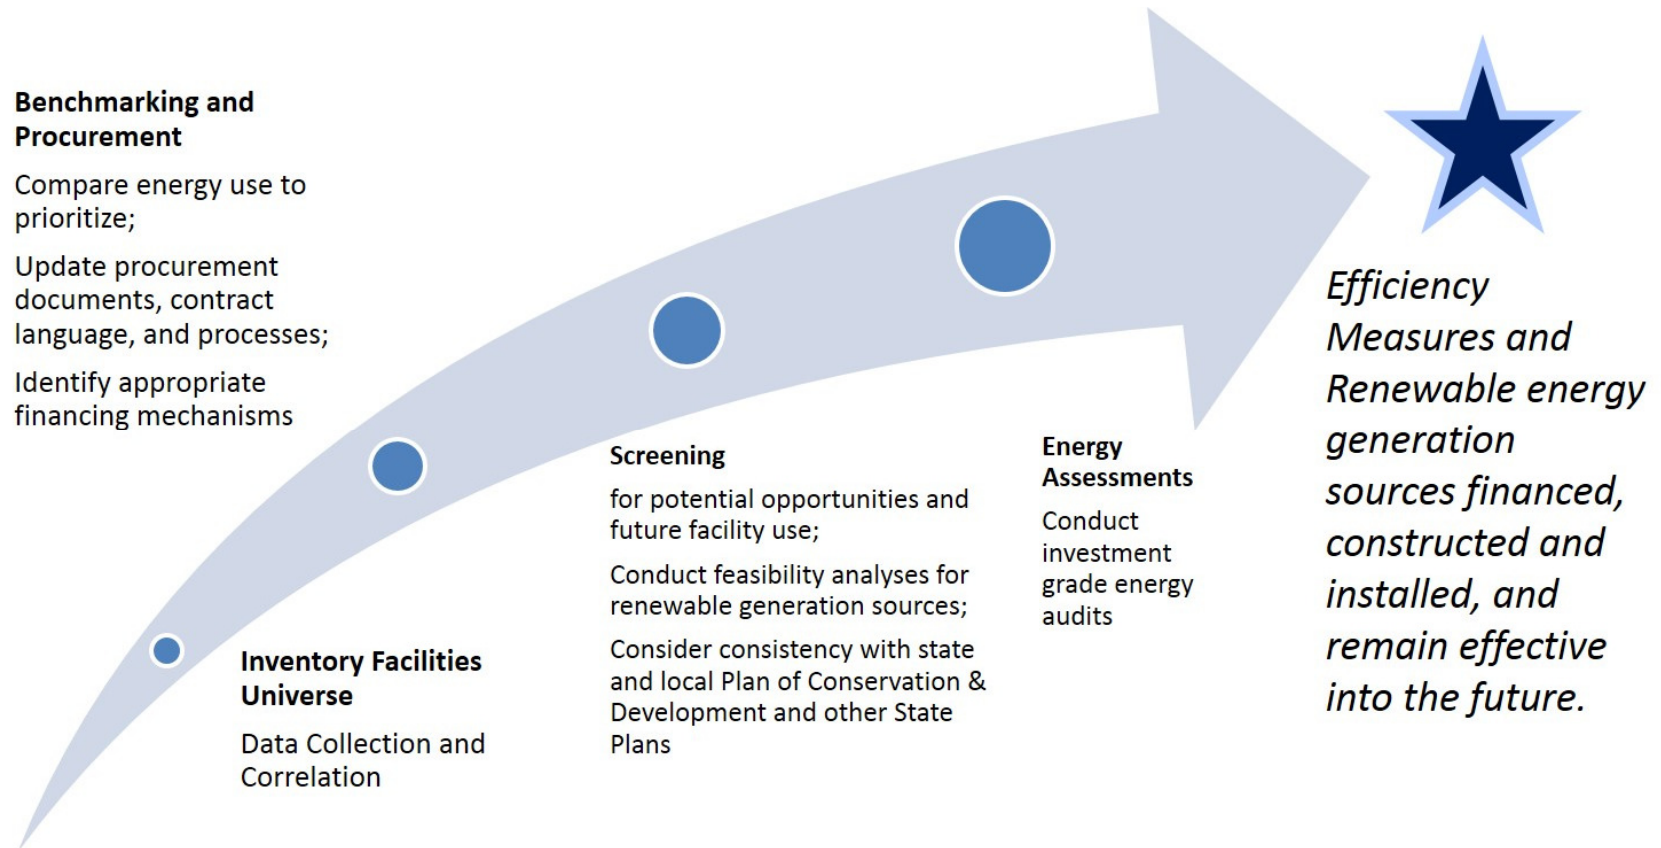 Benchmarking and
Procurement
Compare energy use to
prioritize;
Update procurement
documents, contract
language, and processes;
Identify appropriate
financing mechanisms
Inventory Facilities
Universe
Data Collection and
Correlation
Screening
for potential opportunities and
future facility use;
Conduct feasibility analyses for
renewable generation sources;
Consider consistency with state
and local Plan of Conservation &
Development and other State
Plans
Energy
Assessments
Conduct
investment
grade energy
audits
Efficiency
Measures and
Renewable energy
generation
sources financed,
constructed and
installed, and
remain effective
into the future.